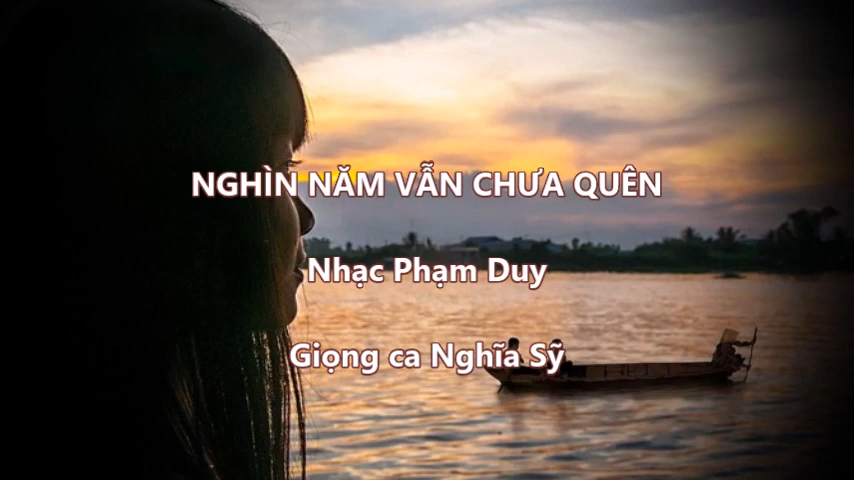 NGHÌN NĂM VẪN CHƯA QUÊN
Nhạc Phạm Duy
Giọng ca Nghĩa Sỹ